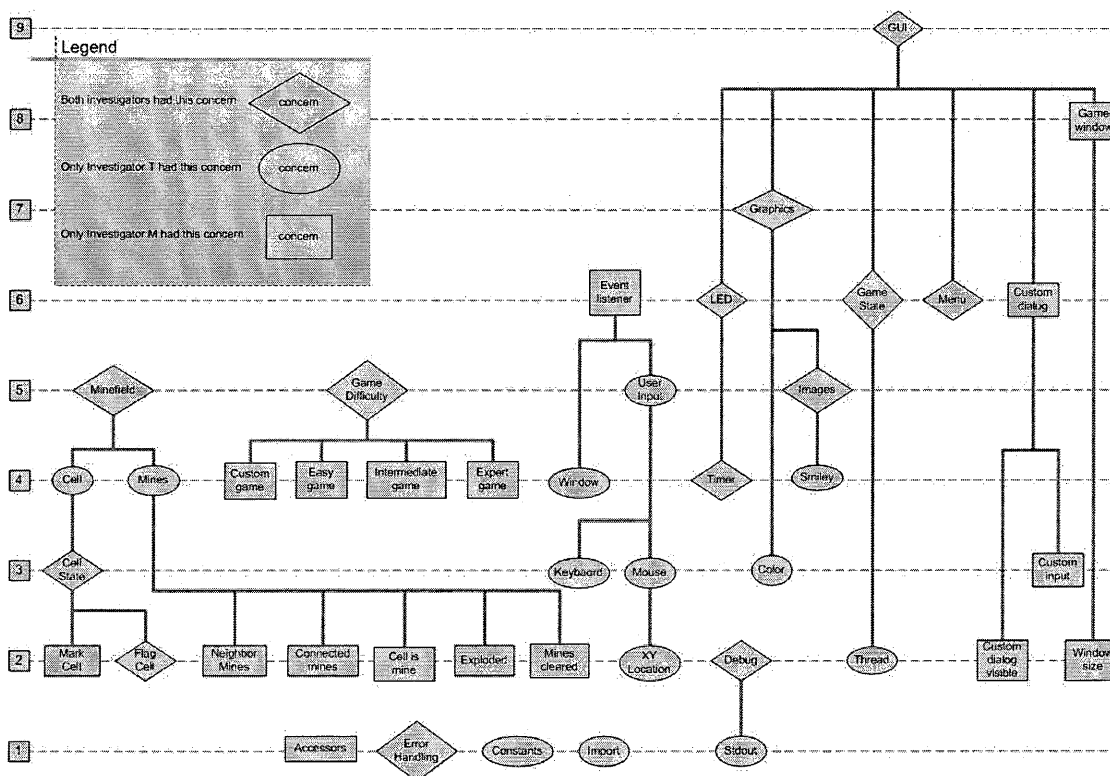 9
GUI
Legend
Both investigators had this concern
concern
8
Game
window
Only Investigator T had this concern
concern
7
Graphics
Only Investigator M had this concern
concern
Event
listener
6
LED
Game
State
Menu
Custom
dialog
5
Minefield
Game
Difficulty
User
Input
Images
4
Cell
Mines
Custom
game
Easy
game
Intermediate
game
Expert
game
Window
Timer
Smiley
3
Cell
State
Keyboard
Mouse
Color
Custom
input
2
Mark
Cell
Flag
Cell
Neighbor
Mines
Connected
mines
Cell is
mine
Exploded
Mines
cleared
XY
Location
Debug
Thread
Custom
dialog
visible
Window
size
1
Accessors
Error
Handling
Constants
Import
Stdout